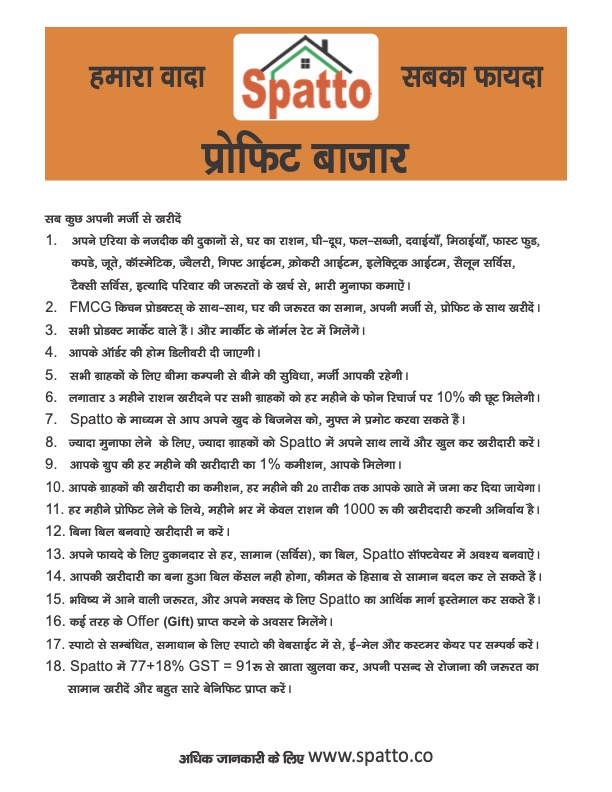 हमारा वादा
Spatto
सबका फायदा
प्रोफिट बाजार
सब कुछ अपनी मर्जी से खरीदें
1. अपने एरिया के नजदीक की दुकानों से, घर का राशन, घी-दूध, फल-सब्जी, दवाईयाँ, मिठाईयाँ, फास्ट फुड,
कपडे, जूते, कॉस्मेटिक, ज्वैलरी, गिफ्ट आईटम, क्रोकरी आईटम, इलेक्ट्रिक आईटम, सैलून सर्विस,
टैक्सी सर्विस, इत्यादि परिवार की जरूरतों के खर्च से, भारी मुनाफा कमाऐं।
2. FMCG किचन प्रोडक्टस् के साथ-साथ, घर की जरूरत का समान, अपनी मर्जी से, प्रोफिट के साथ खरीदें।
3. सभी प्रोडक्ट मार्केट वाले हैं। और मार्कीट के नॉर्मल रेट में मिलेंगें।
4. आपके ऑर्डर की होम डिलीवरी दी जाएगी।
5. सभी ग्राहकों के लिए बीमा कम्पनी से बीमे की सुविधा, मर्जी आपकी रहेगी।
6. लगातार 3 महीने राशन खरीदने पर सभी ग्राहकों को हर महीने के फोन रिचार्ज पर 10% की छूट मिलेगी।
7. Spatto के माध्यम से आप अपने खुद के बिजनेस को, मुफ्त मे प्रमोट करवा सकते हैं।
8. ज्यादा मुनाफा लेने के लिए, ज्यादा ग्राहकों को Spatto में अपने साथ लायें और खुल कर खरीदारी करें।
9. आपके ग्रुप की हर महीने की खरीदारी का 1% कमीशन, आपके मिलेगा।
10. आपके ग्राहकों की खरीदारी का कमीशन, हर महीने की 20 तारीक तक आपके खाते में जमा कर दिया जायेगा।
11. हर महीने प्रोफिट लेने के लिये, महीने भर में केवल राशन की 1000 रू की खरीददारी करनी अनिर्वाय है।
12. बिना बिल बनवाऐ खरीदारी न करें।
13. अपने फायदे के लिए दुकानदार से हर, सामान (सर्विस), का बिल, Spatto सॉफ्टवेयर में अवश्य बनवाऐं।
14. आपकी खरीदारी का बना हुआ बिल केंसल नही होगा, कीमत के हिसाब से सामान बदल कर ले सकते हैं।
15. भविष्य में आने वाली जरूरत, और अपने मक्सद के लिए Spatto का आर्थिक मार्ग इस्तेमाल कर सकते हैं।
16. कई तरह के Offer (Gift) प्राप्त करने के अवसर मिलेंगे।
17. स्पाटो से सम्बंधित, समाधान के लिए स्पाटो की वेबसाईट में से, ई-मेल और कस्टमर केयर पर सम्पर्क करें।
18. Spatto में 77+18% GST = 91रू से खाता खुलवा कर, अपनी पसन्द से रोजाना की जरूरत का
सामान खरीदें और बहुत सारे बेनिफिट प्राप्त करें।
अधिक जानकारी के लिए www.spatto.co